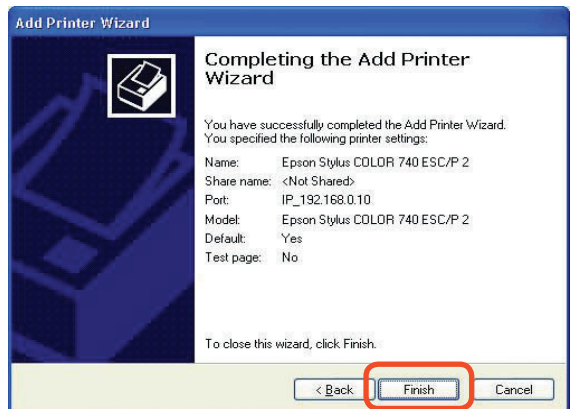 Add Printer Wizard
Completing the Add Printer
Wizard
You have successfully completed the Add Printer Wizard.
You specified the following printer settings:
Name: Epson Stylus COLOR 740 ESC/P 2
Share name: <Not Shared>
Port: IP_192.168.0.10
Model: Epson Stylus COLOR 740 ESC/P 2
Default: Yes
Test page: No
To close this wizard, click Finish.
< Back Finish Cancel